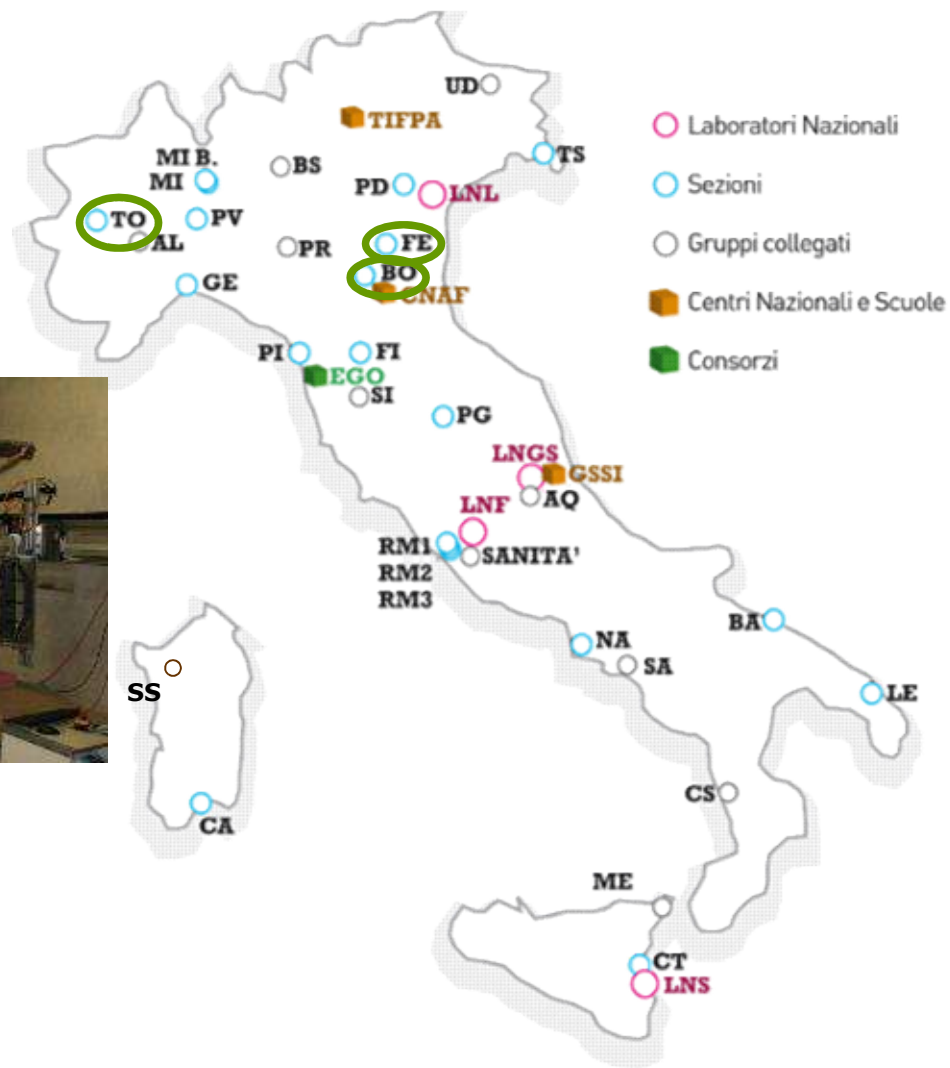 UD
TIFPA
MI B.
MI
BS
TS
PD
LNL
TO
PV
AL
PR
FE
BO
CNAF
GE
PI
FI
EGO
SI
PG
LNGS
GSSI
AQ
LNF
RM1
SANITA'
RM2
RM3
BA
NA
SA
SS
LE
CS
CA
ME
CT
LNS
Laboratori Nazionali
Sezioni
Gruppi collegati
Centri Nazionali e Scuole
Consorzi